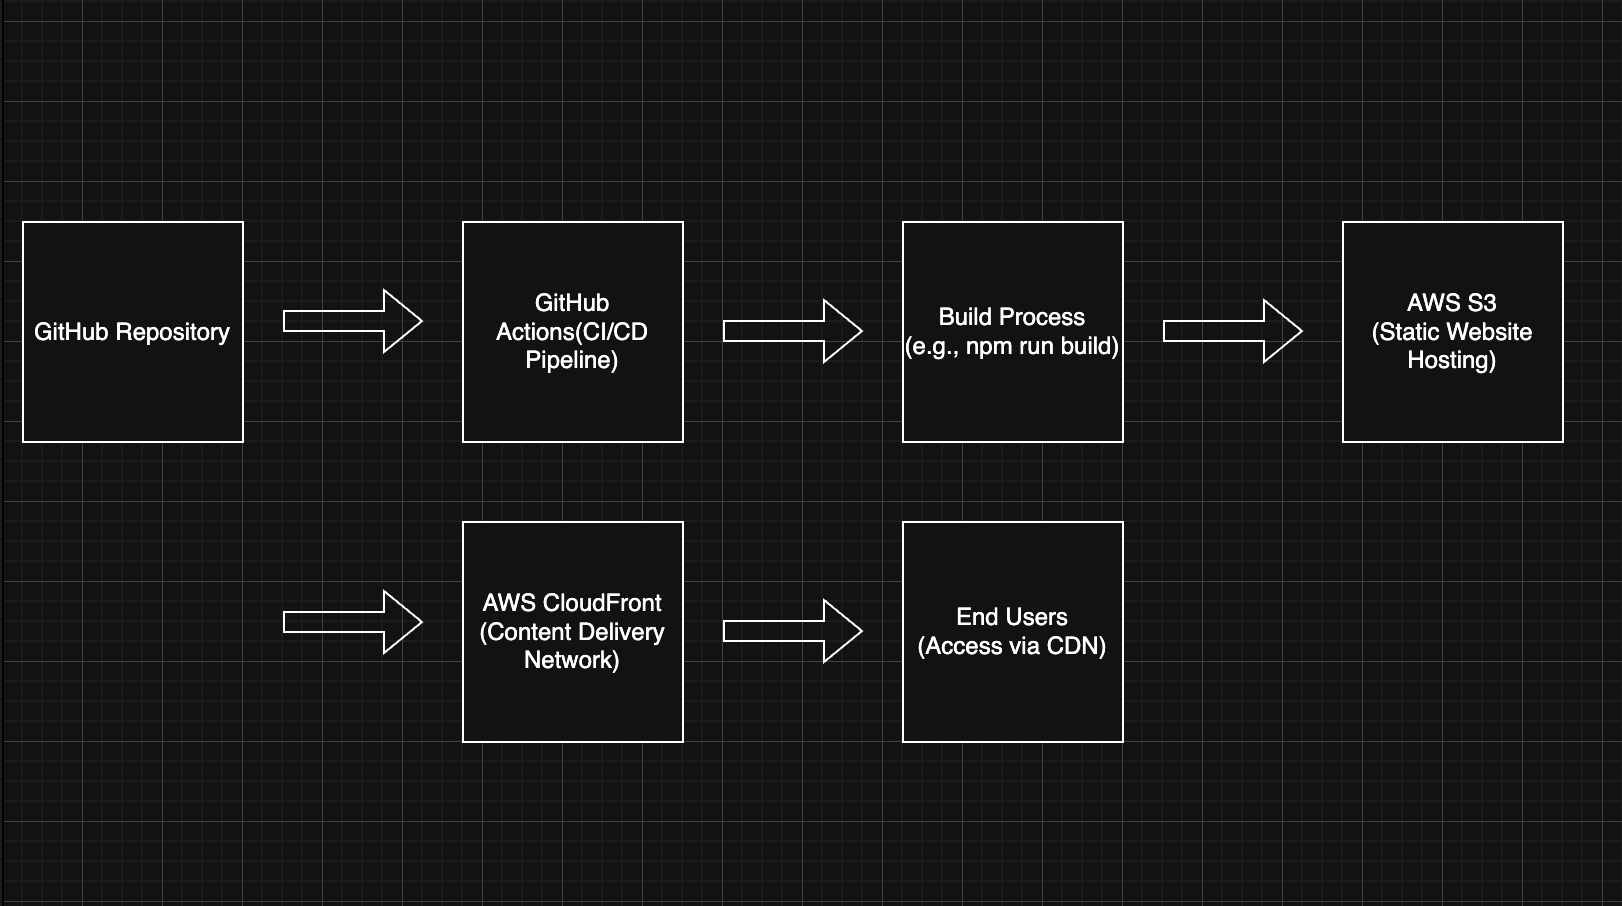 GitHub Repository
GitHub
Actions(CI/CD
Pipeline)
Build Process
(e.g., npm run build)
AWS S3
(Static Website
Hosting)
AWS CloudFront
(Content Delivery
Network)
End Users
(Access via CDN)